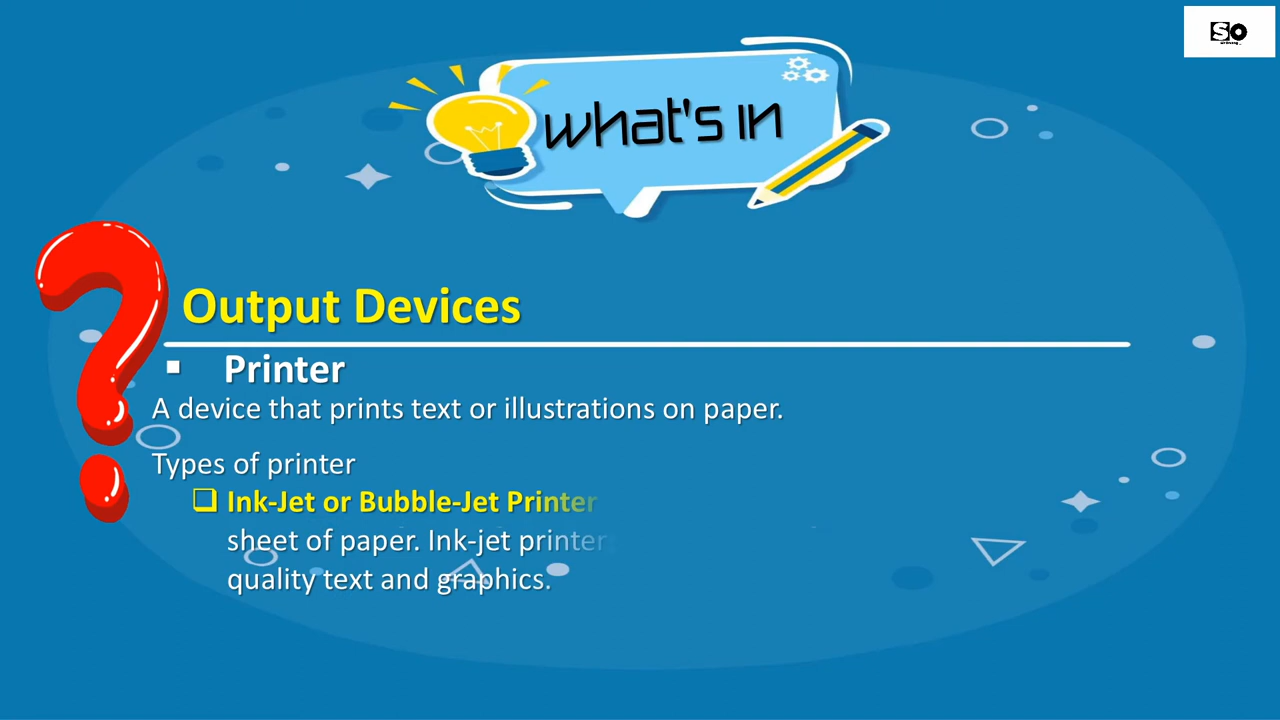 SO
what's in
Output Devices
Printer
A device that prints text or illustrations on paper.
Types of printer
Ink-Jet or Bubble-Jet Printer
sheet of paper. Ink-jet printer
quality text and graphics.